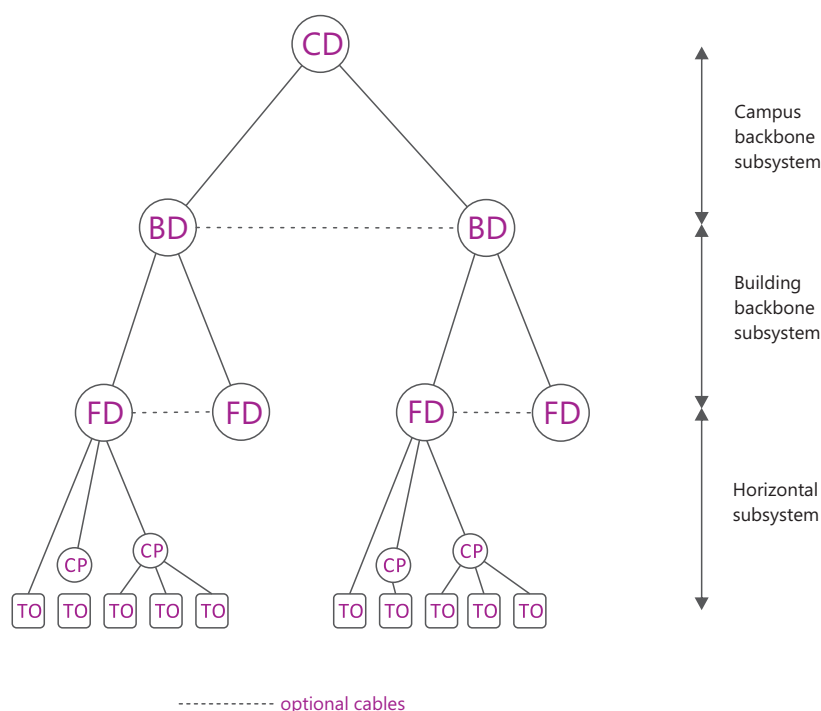 CD
Campus
backbone
subsystem
BD BD
Building
backbone
subsystem
FD FD FD FD
Horizontal
subsystem
CP CP CP CP
TO TO TO TO TO TO TO TO TO TO
optional cables